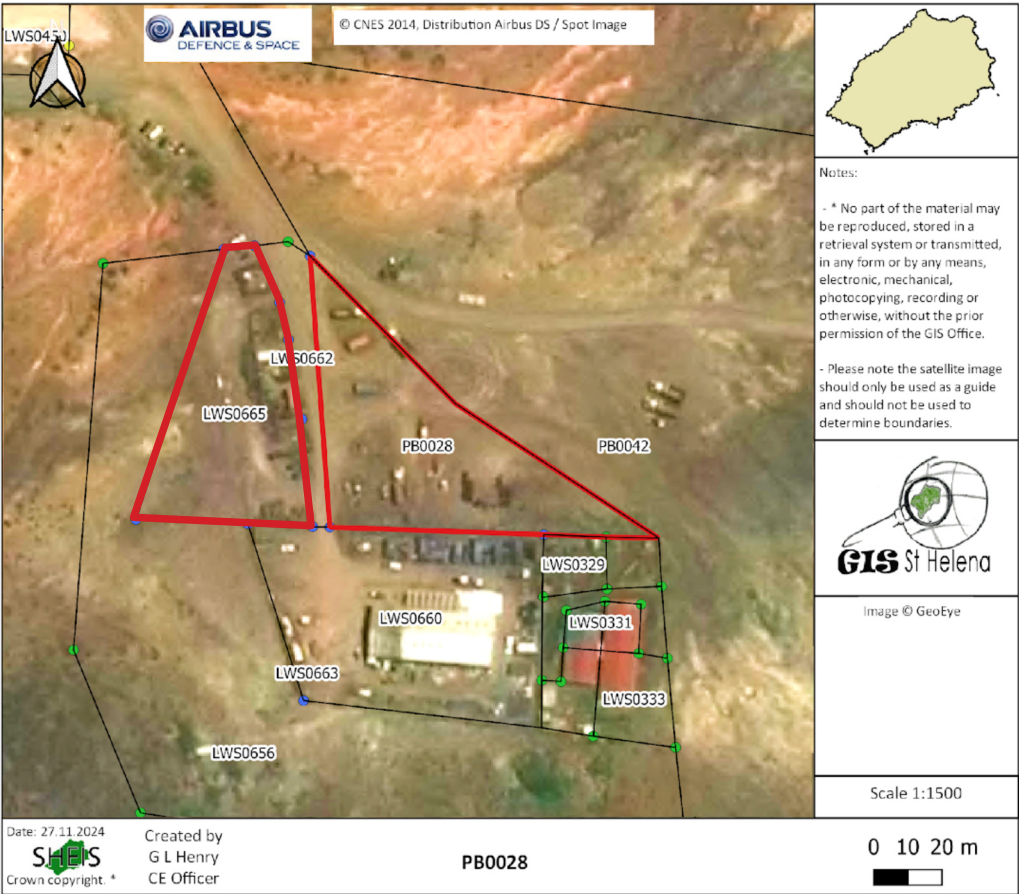 LWS0450
N
AIRBUS
DEFENCE & SPACE
© CNES 2014, Distribution Airbus DS / Spot Image
LWS0662
LWS0665
PB0028
PB0042
LWS0329
LWS0660
LWS0331
LWS0663
LWS0333
LWS0656
Notes:
- * No part of the material may
be reproduced, stored in a
retrieval system or transmitted,
in any form or by any means,
electronic, mechanical,
photocopying, recording or
otherwise, without the prior
permission of the GIS Office.
- Please note the satellite image
should only be used as a guide
and should not be used to
determine boundaries.
GIS St Helena
Image © GeoEye
Scale 1:1500
Date: 27.11.2024
SHEIS
Crown copyright. *
Created by
G L Henry
CE Officer
PB0028
0 10 20 m